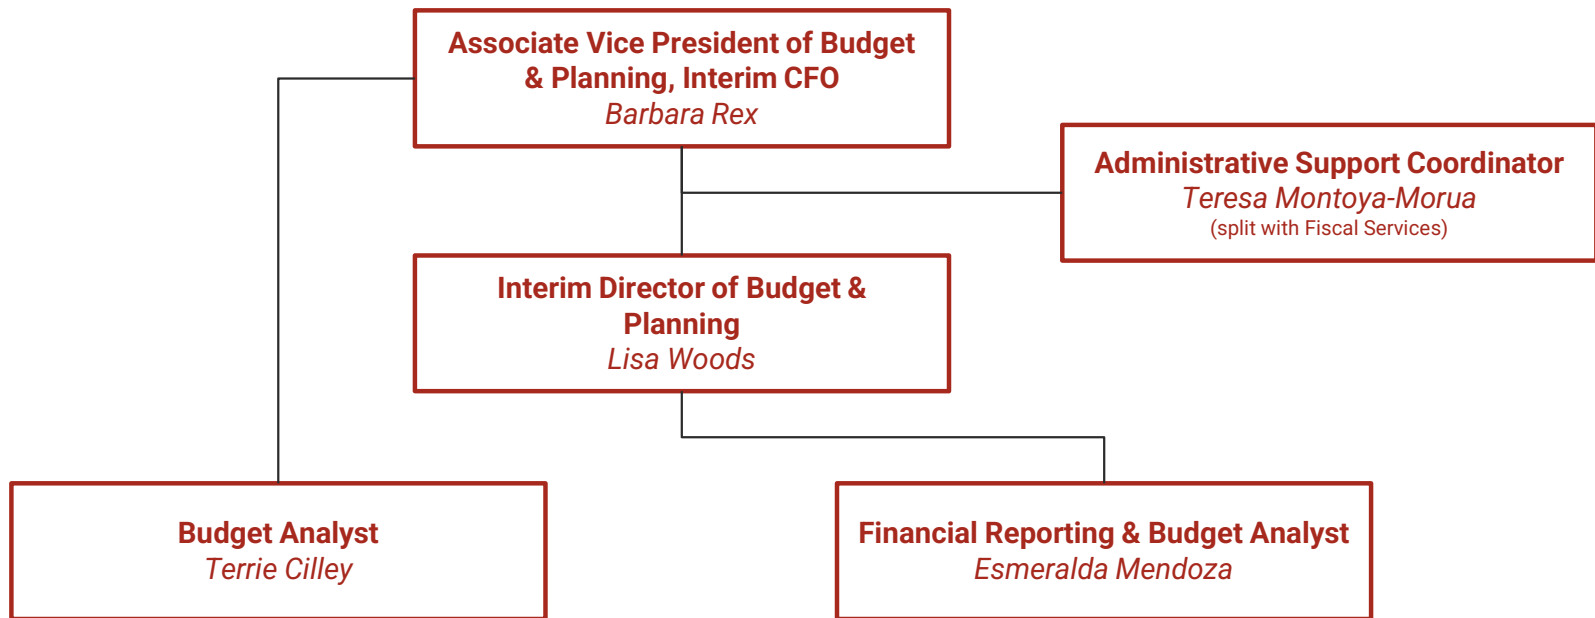 Associate Vice President of Budget
& Planning, Interim CFO
Barbara Rex
Administrative Support Coordinator
Teresa Montoya-Morua
(split with Fiscal Services)
Interim Director of Budget &
Planning
Lisa Woods
Budget Analyst
Terrie Cilley
Financial Reporting & Budget Analyst
Esmeralda Mendoza